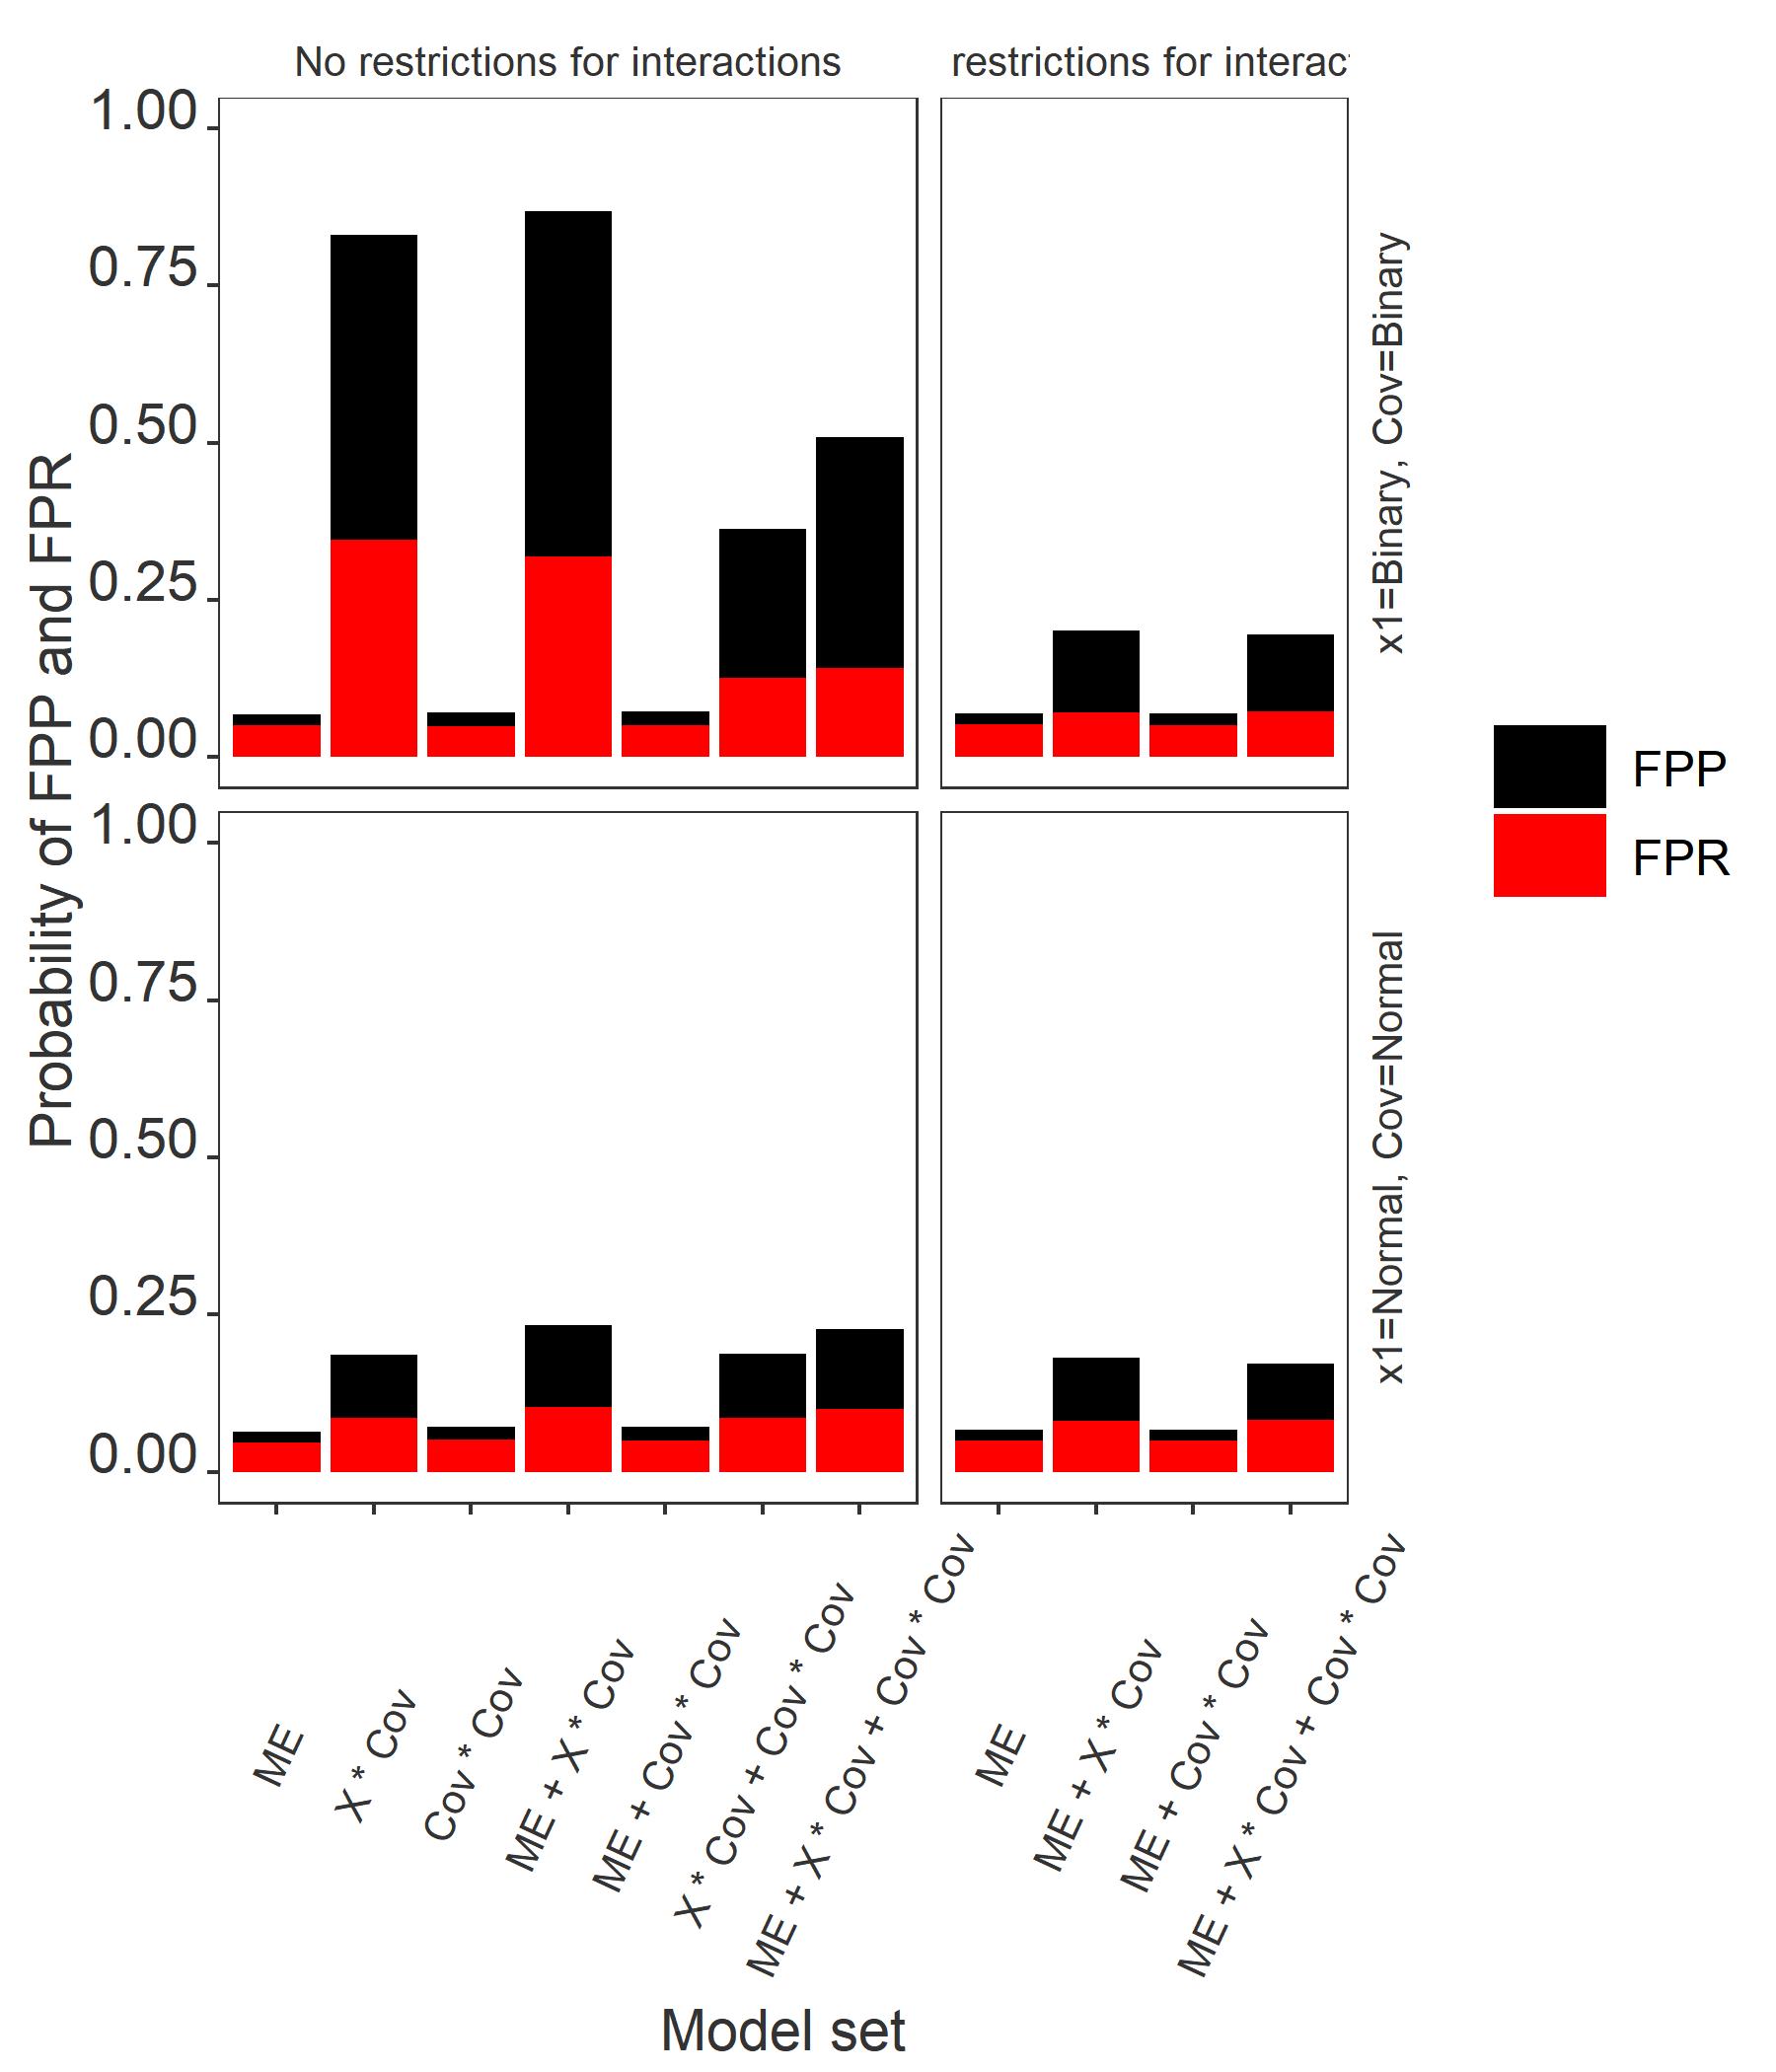 No restrictions for interactions
restrictions for interac
Probability of FPP and FPR
1.00
0.75
0.50
0.25
0.00
x1=Binary, Cov=Binary
1.00
0.75
0.50
0.25
0.00
x1=Normal, Cov=Normal
FPP
FPR
ME
X * Cov
Cov * Cov
ME + X * Cov
ME + Cov * Cov
X * Cov + Cov * Cov
ME + X * Cov + Cov * Cov
ME
ME + X * Cov
ME + Cov * Cov
ME + X * Cov + Cov * Cov
Model set